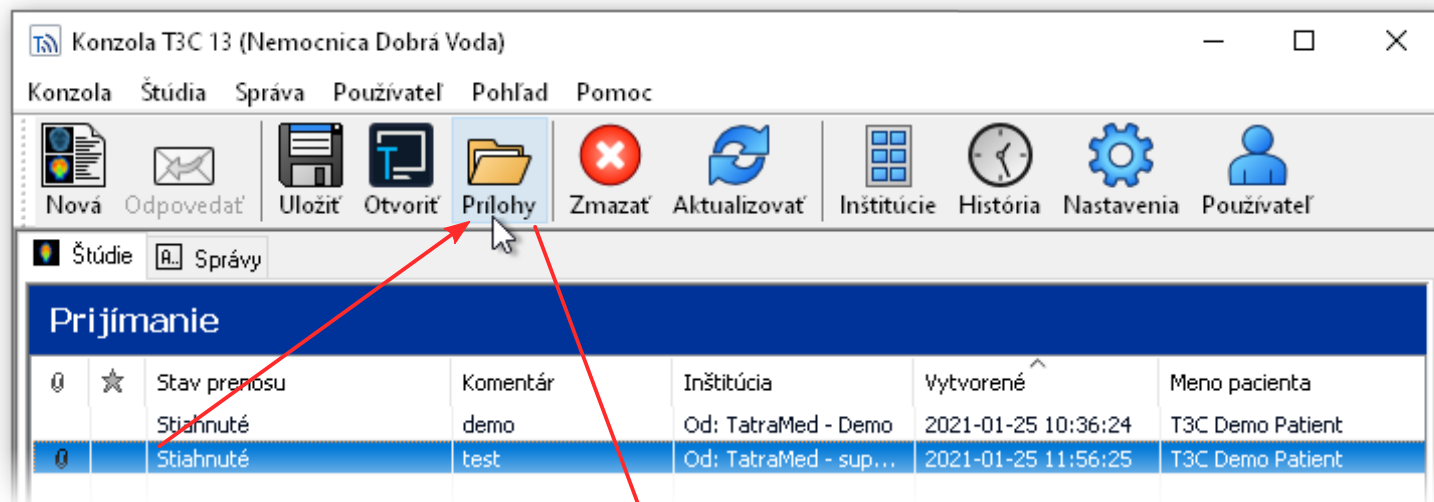 Konzola T3C 13 (Nemocnica Dobrá Voda)
Konzola Štúdia Správa Používateľ Pohľad Pomoc
Nová Odpovedať Uložiť Otvoriť Prílohy Zmazať Aktualizovať Inštitúcie História Nastavenia Používateľ
Štúdie Správy
Prijímanie
Stav prenosu Komentár Inštitúcia Vytvorené Meno pacienta
Stiahnuté demo Od: TatraMed - Demo 2021-01-25 10:36:24 T3C Demo Patient
Stiahnuté test Od: TatraMed - sup... 2021-01-25 11:56:25 T3C Demo Patient